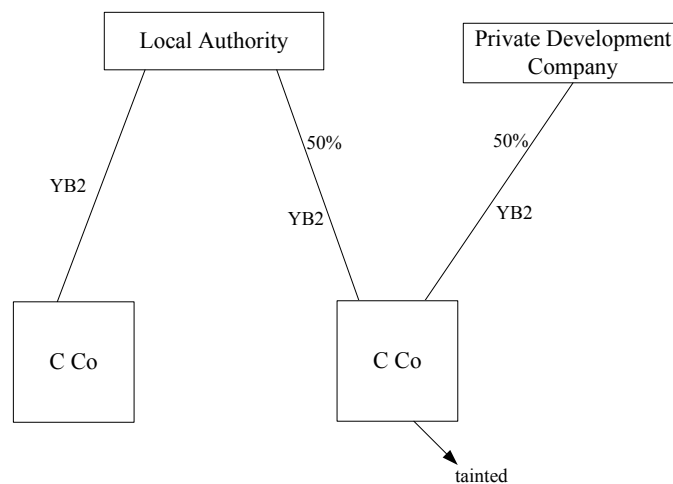 Local Authority
Private Development
Company
50%
50%
YB2
YB2
YB2
C Co
C Co
tainted